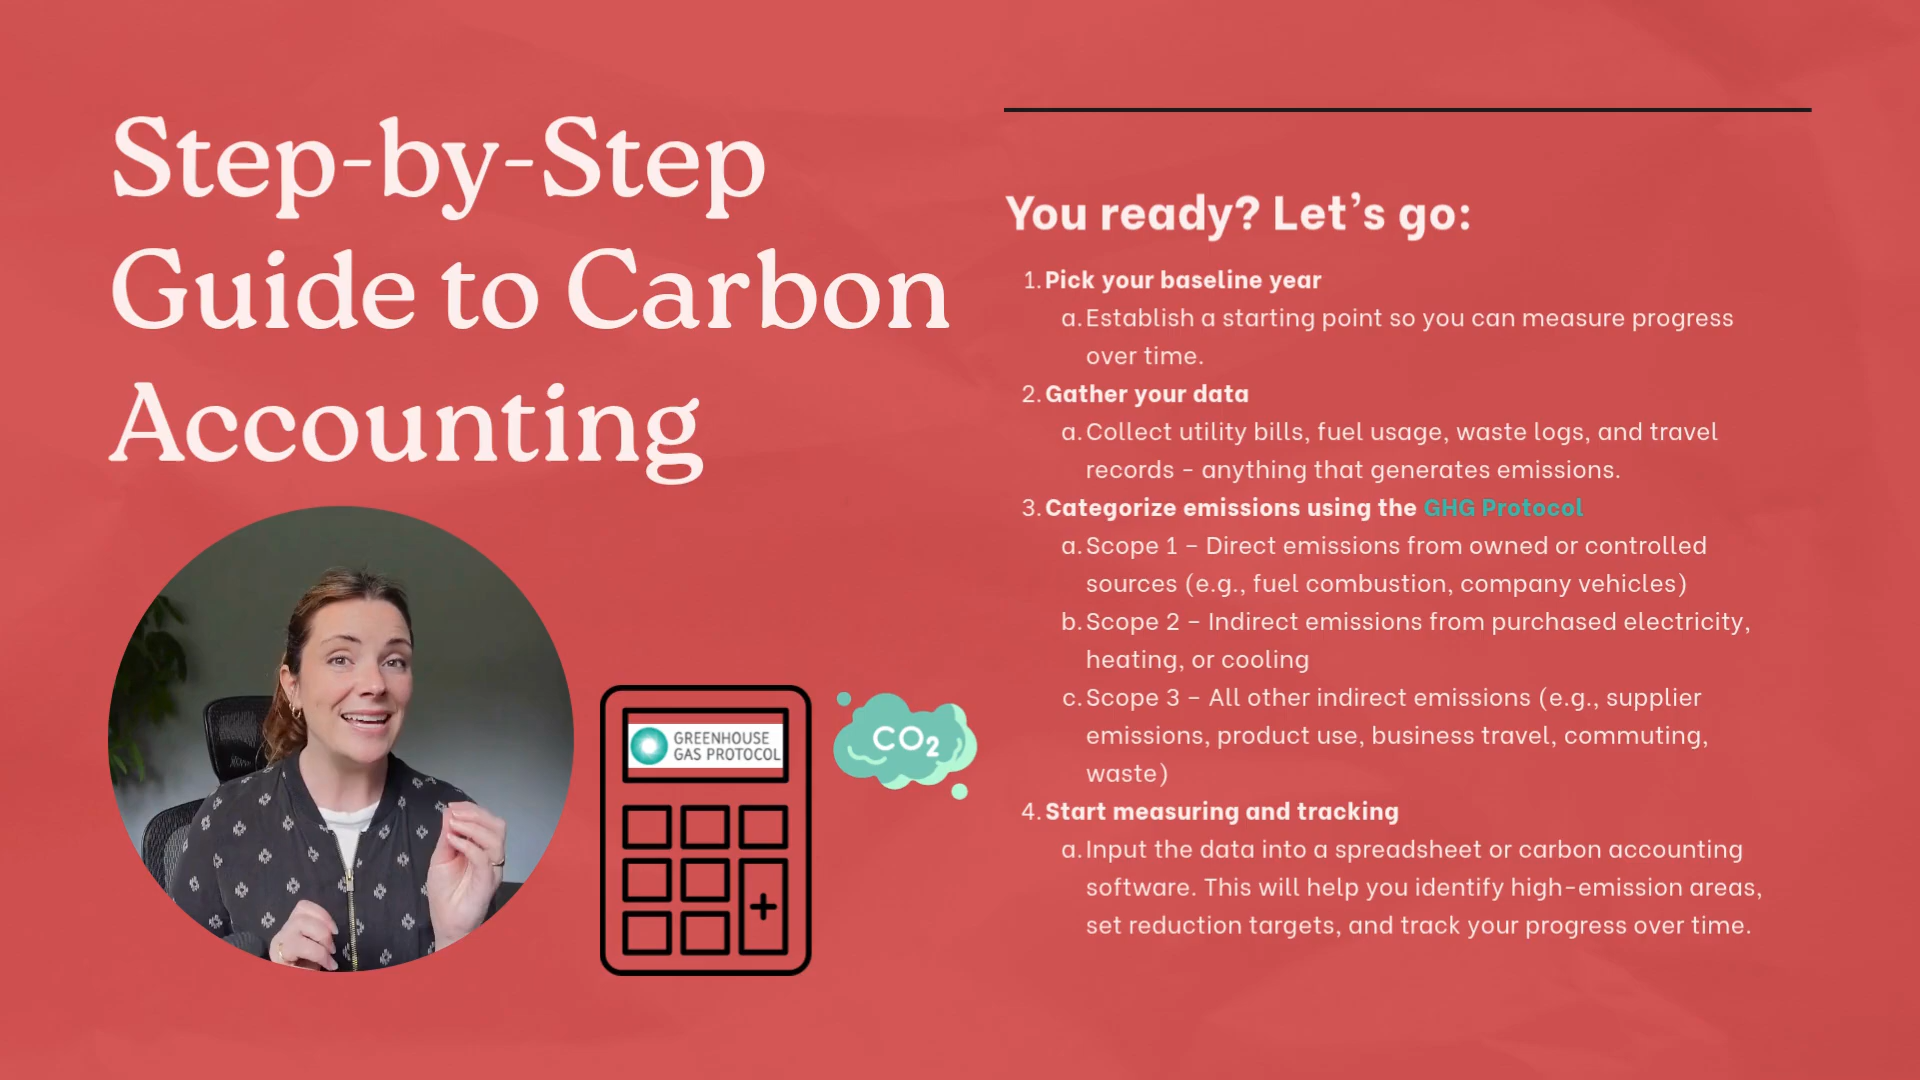 Step-by-Step
Guide to Carbon
Accounting
GREENHOUSE
GAS PROTOCOL
+
CO2
You ready? Let’s go:
1. Pick your baseline year
a. Establish a starting point so you can measure progress
over time.
2. Gather your data
a. Collect utility bills, fuel usage, waste logs, and travel
records - anything that generates emissions.
3. Categorize emissions using the GHG Protocol
a. Scope 1 – Direct emissions from owned or controlled
sources (e.g., fuel combustion, company vehicles)
b. Scope 2 – Indirect emissions from purchased electricity,
heating, or cooling
c. Scope 3 – All other indirect emissions (e.g., supplier
emissions, product use, business travel, commuting,
waste)
4. Start measuring and tracking
a. Input the data into a spreadsheet or carbon accounting
software. This will help you identify high-emission areas,
set reduction targets, and track your progress over time.